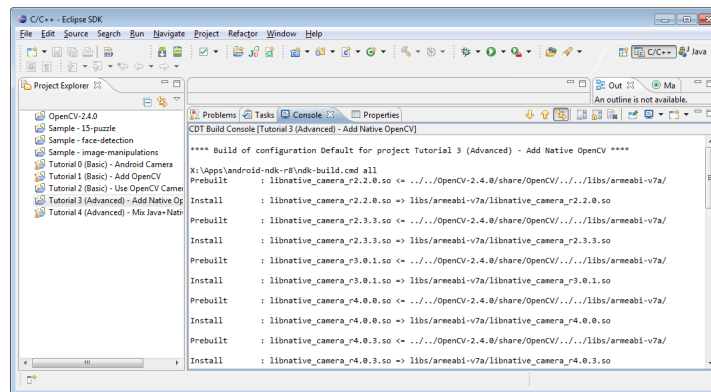 C/C++ - Eclipse SDK
File Edit Source Search Run Navigate Project Refactor Window Help
C/C++ Java
Project Explorer
Out Ma
An outline is not available.
OpenCV-2.4.0
Sample - 15-puzzle
Sample - face-detection
Sample - image-manipulations
Tutorial 0 (Basic) - Android Camera
Tutorial 1 (Basic) - Add OpenCV
Tutorial 2 (Basic) - Use OpenCV Camer
Tutorial 3 (Advanced) - Add Native Op
Tutorial 4 (Advanced) - Mix Java+Nativ
Problems Tasks Console Properties
CDT Build Console [Tutorial 3 (Advanced) - Add Native OpenCV]
**** Build of configuration Default for project Tutorial 3 (Advanced) - Add Native OpenCV ****
X:\Apps\android-ndk-r8\ndk-build.cmd all
Prebuilt : libnative_camera_r2.2.0.so <= ../../OpenCV-2.4.0/share/OpenCV/../../libs/armeabi-v7a/
Install : libnative_camera_r2.2.0.so => libs/armeabi-v7a/libnative_camera_r2.2.0.so
Prebuilt : libnative_camera_r2.3.3.so <= ../../OpenCV-2.4.0/share/OpenCV/../../libs/armeabi-v7a/
Install : libnative_camera_r2.3.3.so => libs/armeabi-v7a/libnative_camera_r2.3.3.so
Prebuilt : libnative_camera_r3.0.1.so <= ../../OpenCV-2.4.0/share/OpenCV/../../libs/armeabi-v7a/
Install : libnative_camera_r3.0.1.so => libs/armeabi-v7a/libnative_camera_r3.0.1.so
Prebuilt : libnative_camera_r4.0.0.so <= ../../OpenCV-2.4.0/share/OpenCV/../../libs/armeabi-v7a/
Install : libnative_camera_r4.0.0.so => libs/armeabi-v7a/libnative_camera_r4.0.0.so
Prebuilt : libnative_camera_r4.0.3.so <= ../../OpenCV-2.4.0/share/OpenCV/../../libs/armeabi-v7a/
Install : libnative_camera_r4.0.3.so => libs/armeabi-v7a/libnative_camera_r4.0.3.so